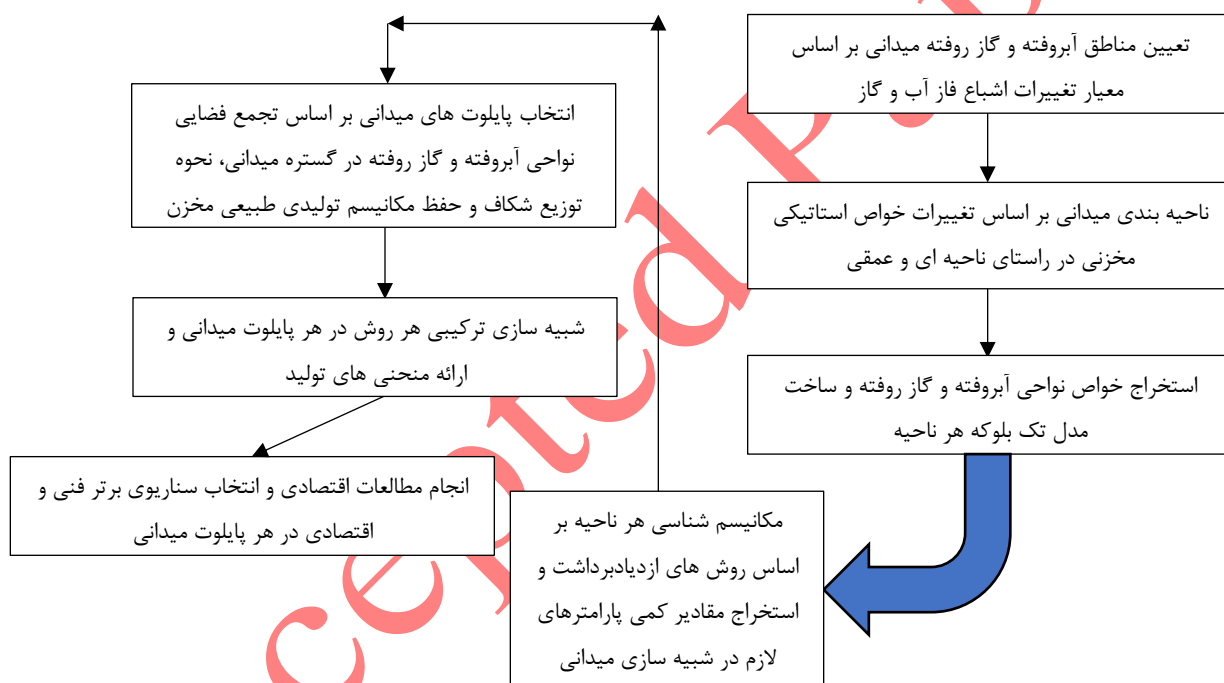 تعیین مناطق آبروفته و گاز روفته میدانی بر اساس
معیار تغییرات اشباع فاز آب و گاز
ناحیه بندی میدانی بر اساس تغییرات خواص استاتیکی
مخزنی در راستای ناحیه ای و عمقی
استخراج خواص نواحی آبروفته و گاز روفته و ساخت
مدل تک بلوکه هر ناحیه
مکانیسم شناسی هر ناحیه بر
اساس روش های ازدیادبرداشت و
استخراج مقادیر کمی پارامترهای
لازم در شبیه سازی میدانی
انتخاب پایلوت های میدانی بر اساس تجمع فضایی
نواحی آبروفته و گاز روفته در گستره میدانی، نحوه
توزیع شکاف و حفظ مکانیسم تولیدی طبیعی مخزن
شبیه سازی ترکیبی هر روش در هر پایلوت میدانی و
ارائه منحنی های تولید
انجام مطالعات اقتصادی و انتخاب سناریوی برتر فنی و
اقتصادی در هر پایلوت میدانی
cepted P